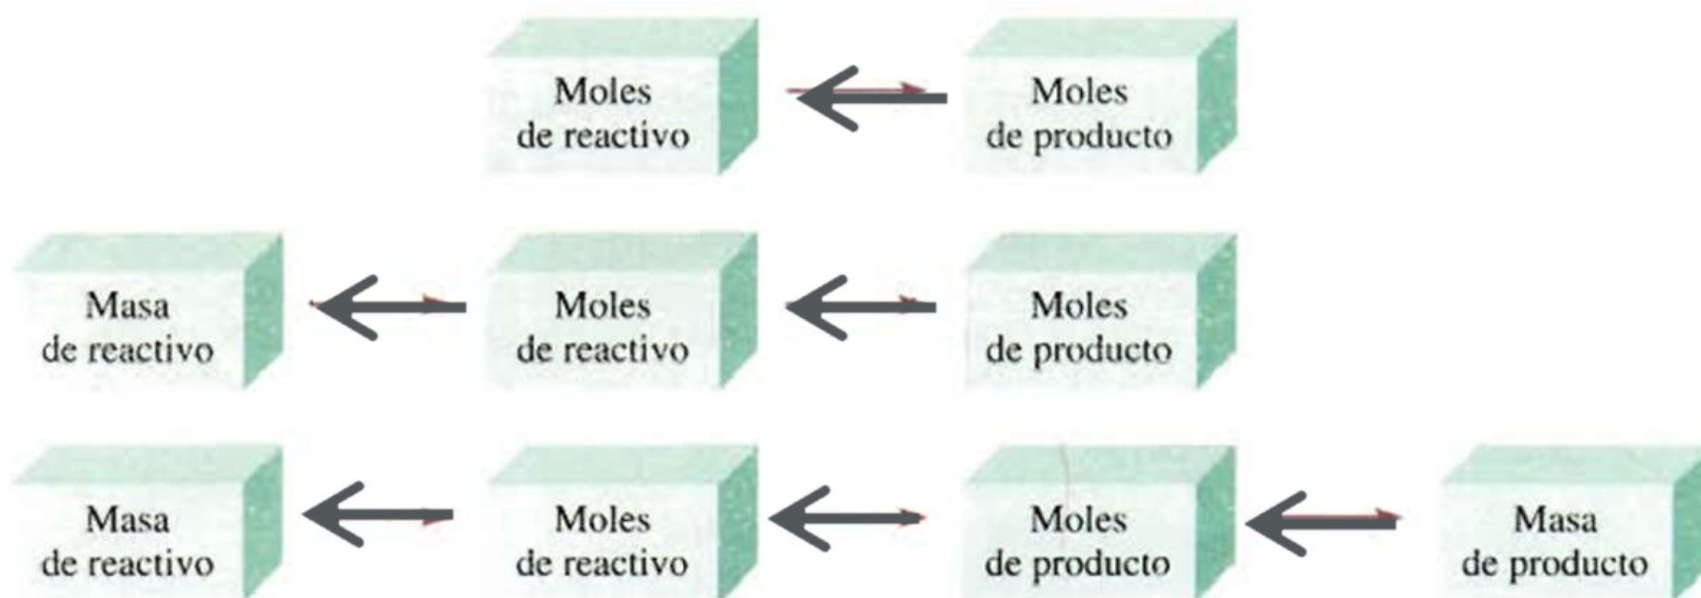 Moles
de reactivo
Moles
de producto
Masa
de reactivo
Moles
de reactivo
Moles
de producto
Masa
de reactivo
Moles
de reactivo
Moles
de producto
Masa
de producto